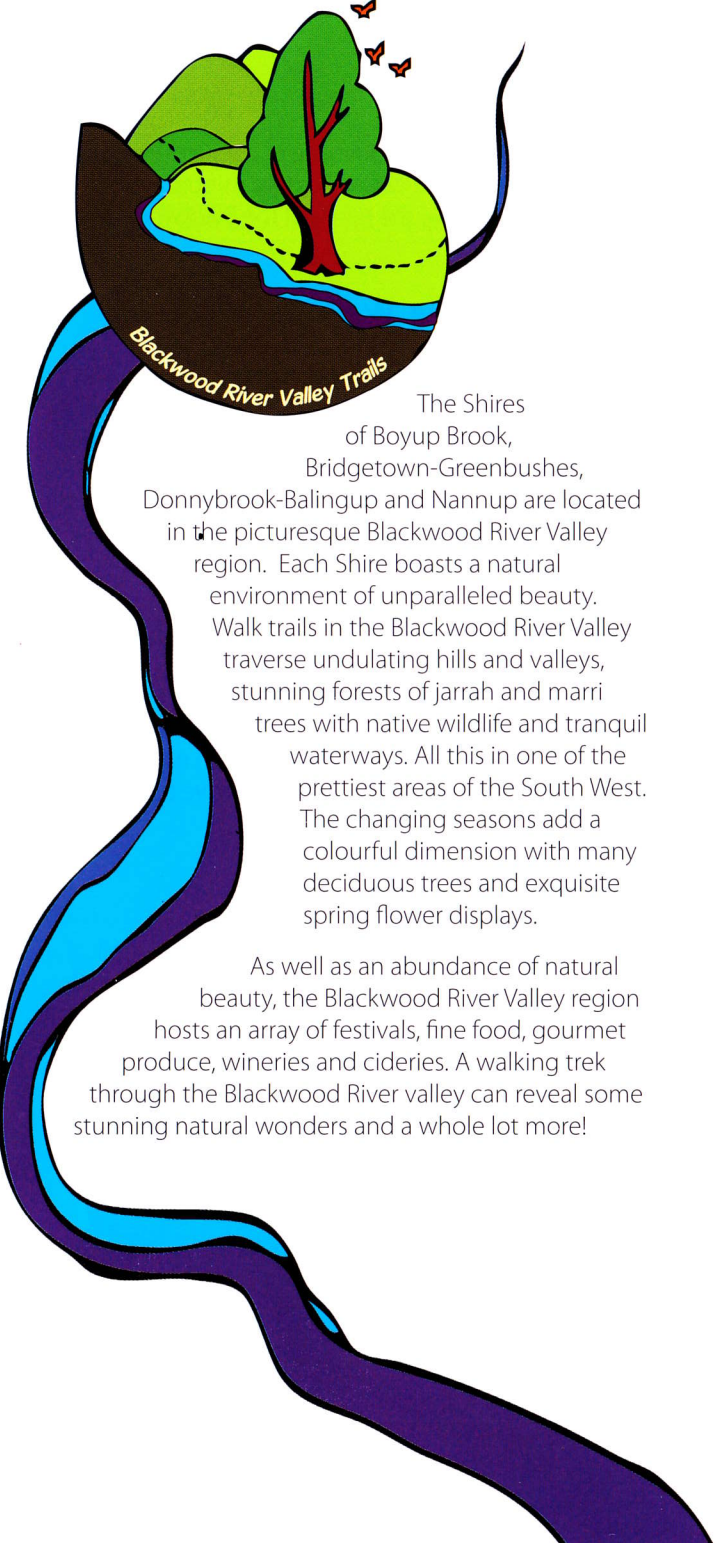 Blackwood River Valley Trails
The Shires
of Boyup Brook,
Bridgetown-Greenbushes,
Donnybrook-Balingup and Nannup are located
in the picturesque Blackwood River Valley
region.  Each Shire boasts a natural
environment of unparalleled beauty.
Walk trails in the Blackwood River Valley
traverse undulating hills and valleys,
stunning forests of jarrah and marri
trees with native wildlife and tranquil
waterways. All this in one of the
prettiest areas of the South West.
The changing seasons add a
colourful dimension with many
deciduous trees and exquisite
spring flower displays.
As well as an abundance of natural
beauty, the Blackwood River Valley region
hosts an array of festivals, fine food, gourmet
produce, wineries and cideries. A walking trek
through the Blackwood River valley can reveal some
stunning natural wonders and a whole lot more!